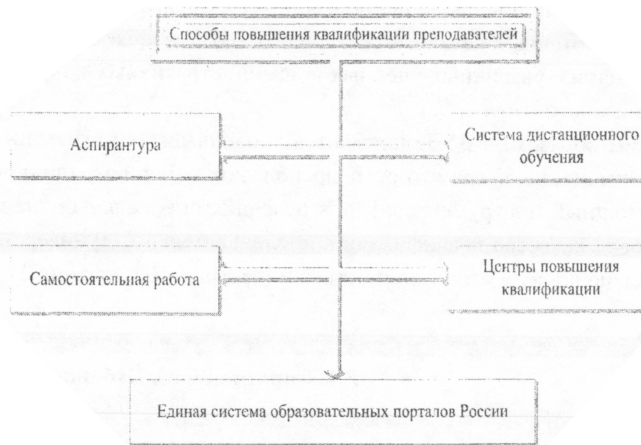 Способы повышения квалификации преподавателей
Аспирантура
Система дистанционного
обучения
Самостоятельная работа
Центры повышения
квалификации
Единая система образовательных порталов России